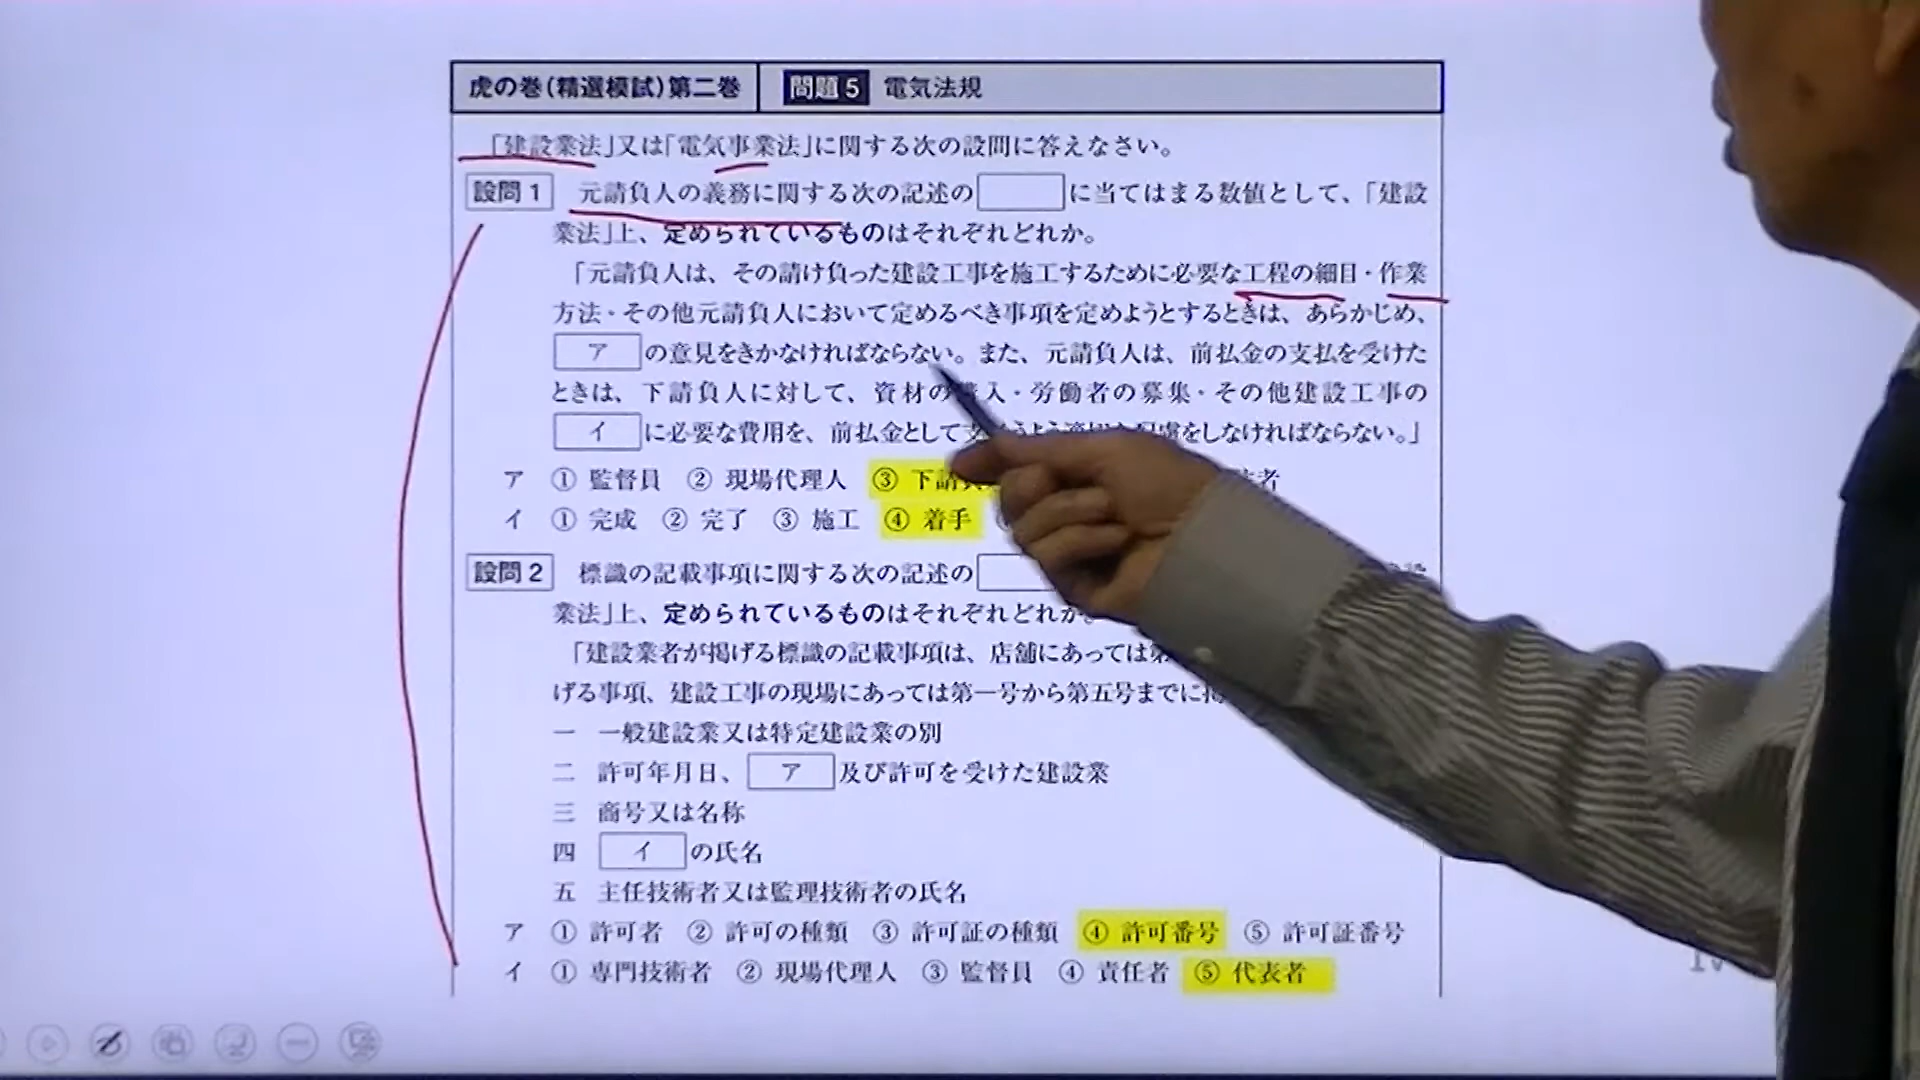 虎の巻(精選模試)第二巻 問題5 電気法規
「建設業法」又は「電気事業法」に関する次の設問に答えなさい。
設問1 元請負人の義務に関する次の記述の に当てはまる数値として、「建設
業法」上、定められているものはそれぞれどれか。
「元請負人は、その請け負った建設工事を施工するために必要な工程の細目・作業
方法・その他元請負人において定めるべき事項を定めようとするときは、あらかじめ、
ア の意見をきかなければならない。また、元請負人は、前払金の支払を受けた
ときは、下請負人に対して、資材の 入・労働者の募集・その他建設工事の
イ に必要な費用を、前払金として をしなければならない。」
ア ① 監督員 ② 現場代理人 ③ 下請 者
イ ① 完成 ② 完了 ③ 施工 ④ 着手
設問2 標識の記載事項に関する次の記述の
業法」上、定められているものはそれぞれどれか。
「建設業者が掲げる標識の記載事項は、店舗にあっては第
げる事項、建設工事の現場にあっては第一号から第五号までに
一 一般建設業又は特定建設業の別
二 許可年月日、 ア 及び許可を受けた建設業
三 商号又は名称
四 イ の氏名
五 主任技術者又は監理技術者の氏名
ア ① 許可者 ② 許可の種類 ③ 許可証の種類 ④ 許可番号 ⑤ 許可証番号
イ ① 専門技術者 ② 現場代理人 ③ 監督員 ④ 責任者 ⑤ 代表者